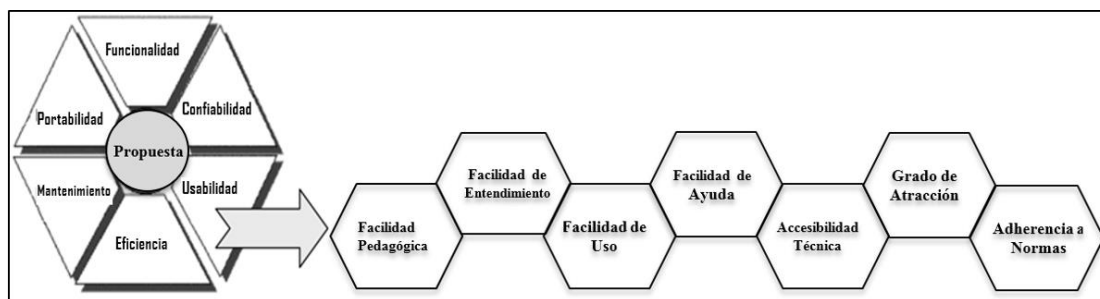 Funcionalidad
Portabilidad
Confiabilidad
Propuesta
Mantenimiento
Usabilidad
Eficiencia
Facilidad
Pedagógica
Facilidad de
Entendimiento
Facilidad de
Uso
Facilidad de
Ayuda
Accesibilidad
Técnica
Grado de
Atracción
Adherencia a
Normas